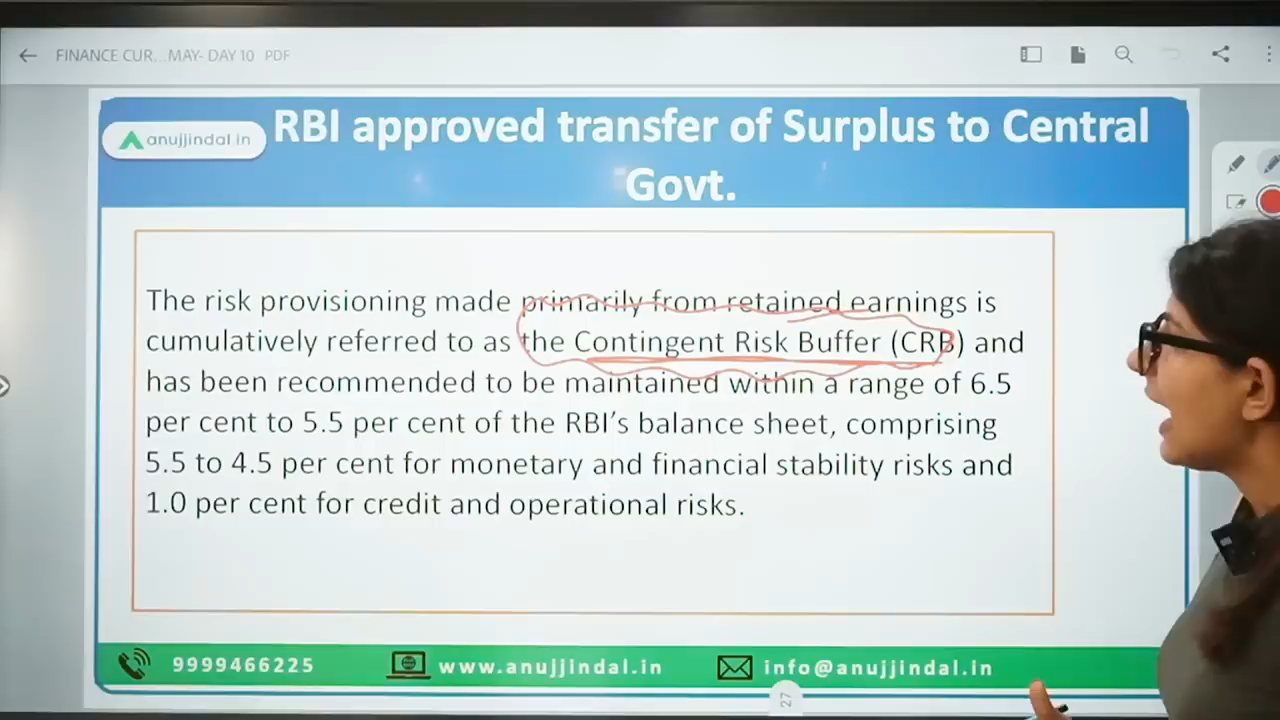 FINANCE CUR...MAY- DAY 10 PDF
anujjindal.in
RBI approved transfer of Surplus to Central
Govt.
The risk provisioning made primarily from retained earnings is
cumulatively referred to as the Contingent Risk Buffer (CRB) and
has been recommended to be maintained within a range of 6.5
per cent to 5.5 per cent of the RBI's balance sheet, comprising
5.5 to 4.5 per cent for monetary and financial stability risks and
1.0 per cent for credit and operational risks.
9999466225 www.anujjindal.in info@anujjindal.in
27